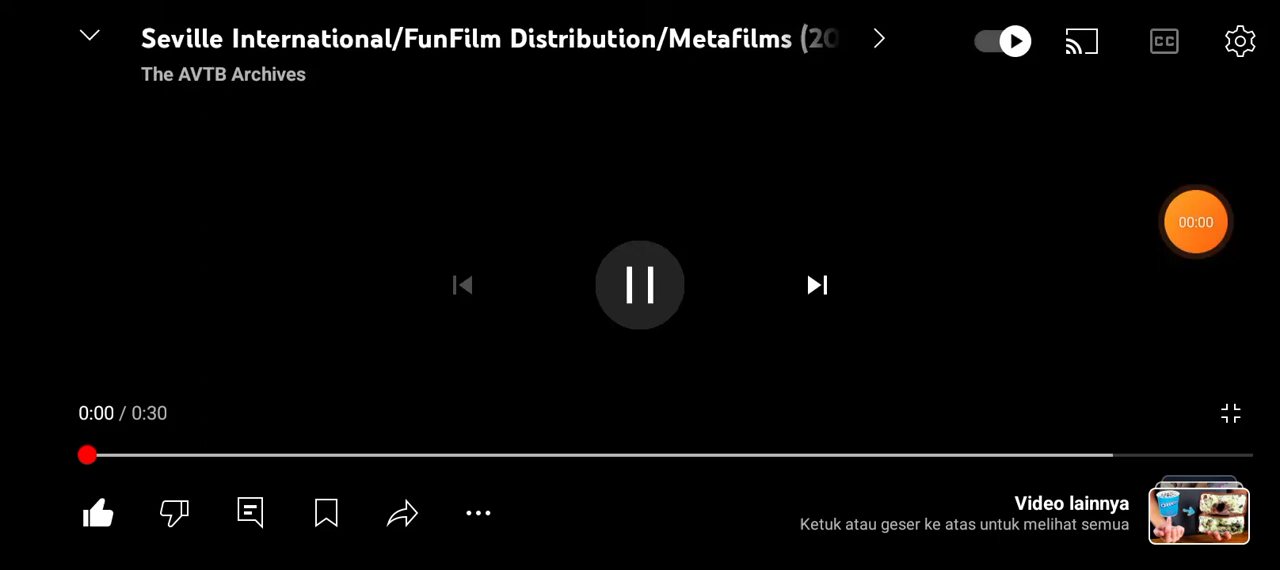 Seville International/FunFilm Distribution/Metafilms (20
The AVTB Archives
CC
00:00
0:00 / 0:30
Video lainnya
Ketuk atau geser ke atas untuk melihat semua